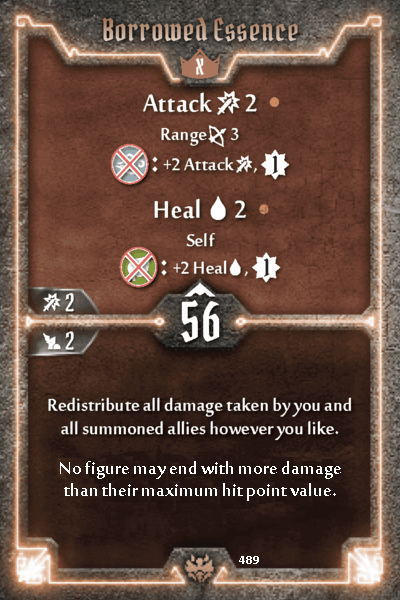 Borrowed Essence
X
Attack 2
Range 3
: +2 Attack, 1
Heal 2
Self
: +2 Heal, 1
2
56
2
Redistribute all damage taken by you and
all summoned allies however you like.
No figure may end with more damage
than their maximum hit point value.
489